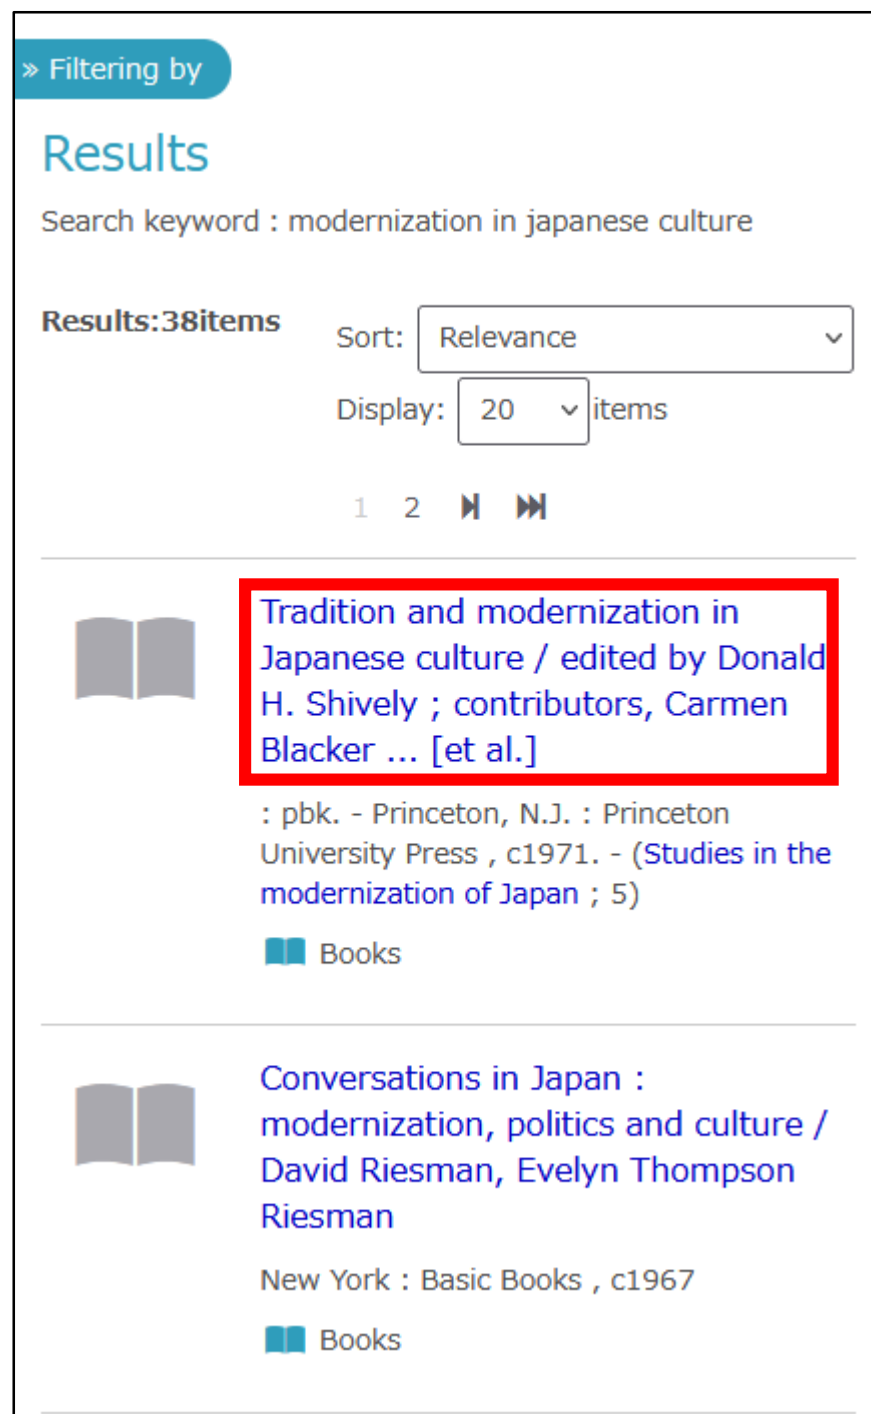 » Filtering by
Results
Search keyword : modernization in japanese culture
Results:38items
Sort: Relevance
Display: 20 items
1 2
Tradition and modernization in
Japanese culture / edited by Donald
H. Shively ; contributors, Carmen
Blacker ... [et al.]
: pbk. - Princeton, N.J. : Princeton
University Press , c1971. - (Studies in the
modernization of Japan ; 5)
Books
Conversations in Japan :
modernization, politics and culture /
David Riesman, Evelyn Thompson
Riesman
New York : Basic Books , c1967
Books